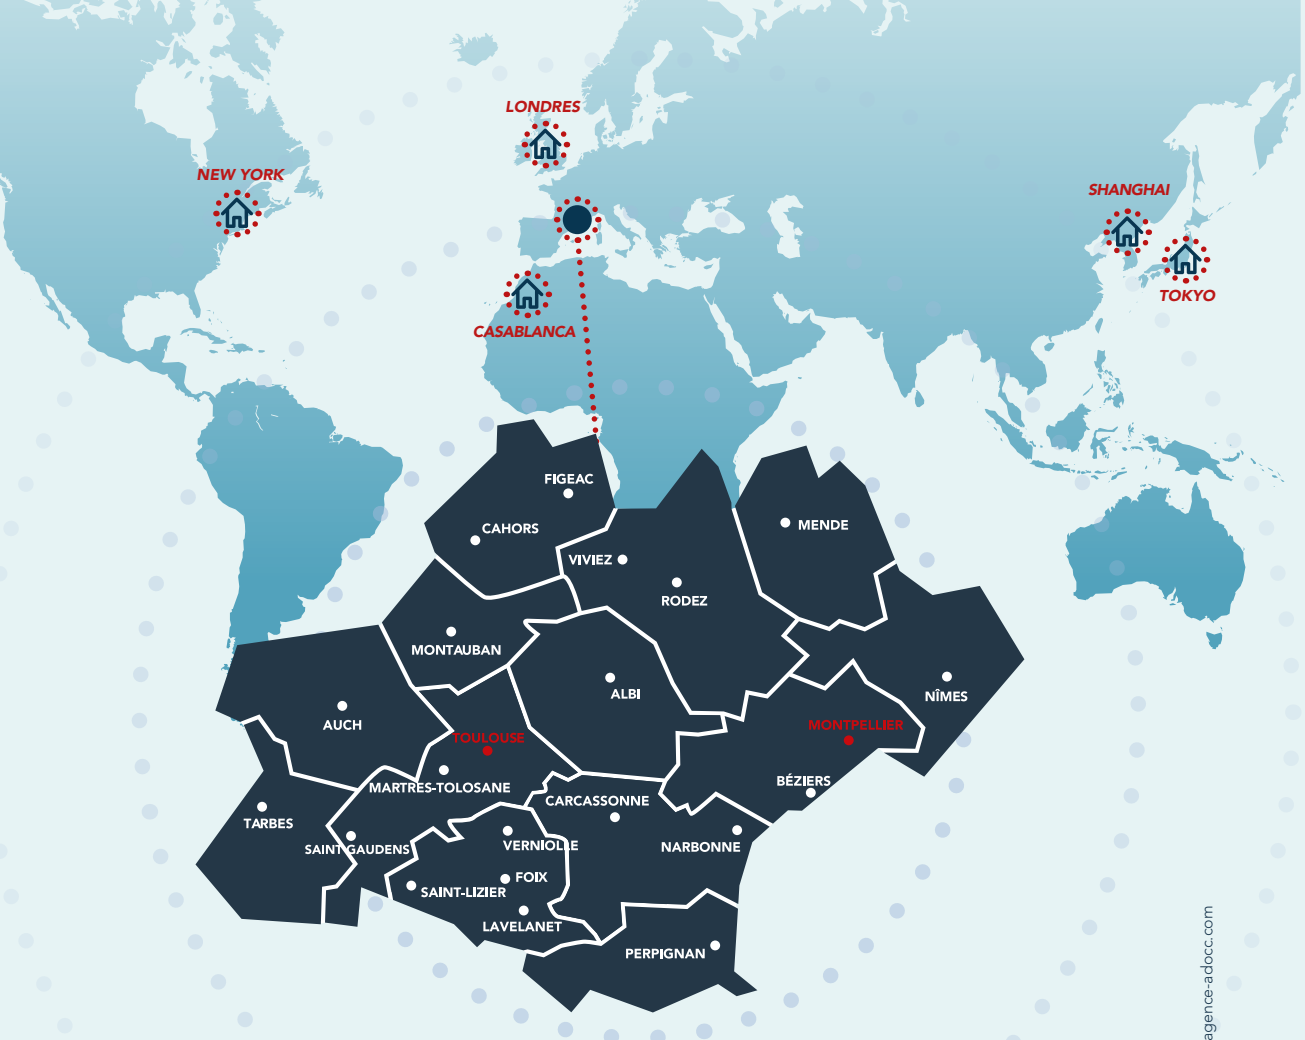 LONDRES
NEW YORK
SHANGHAI
TOKYO
CASABLANCA
FIGEAC
CAHORS
MENDE
VIVIEZ
RODEZ
MONTAUBAN
ALBI
NÎMES
AUCH
MONTPELLIER
TOULOUSE
BÉZIERS
MARTRES-TOLOSANE
CARCASSONNE
TARBES
SAINT-GAUDENS
VERNIOLLE
NARBONNE
FOIX
SAINT-LIZIER
LAVELANET
PERPIGNAN
agence-adocc.com